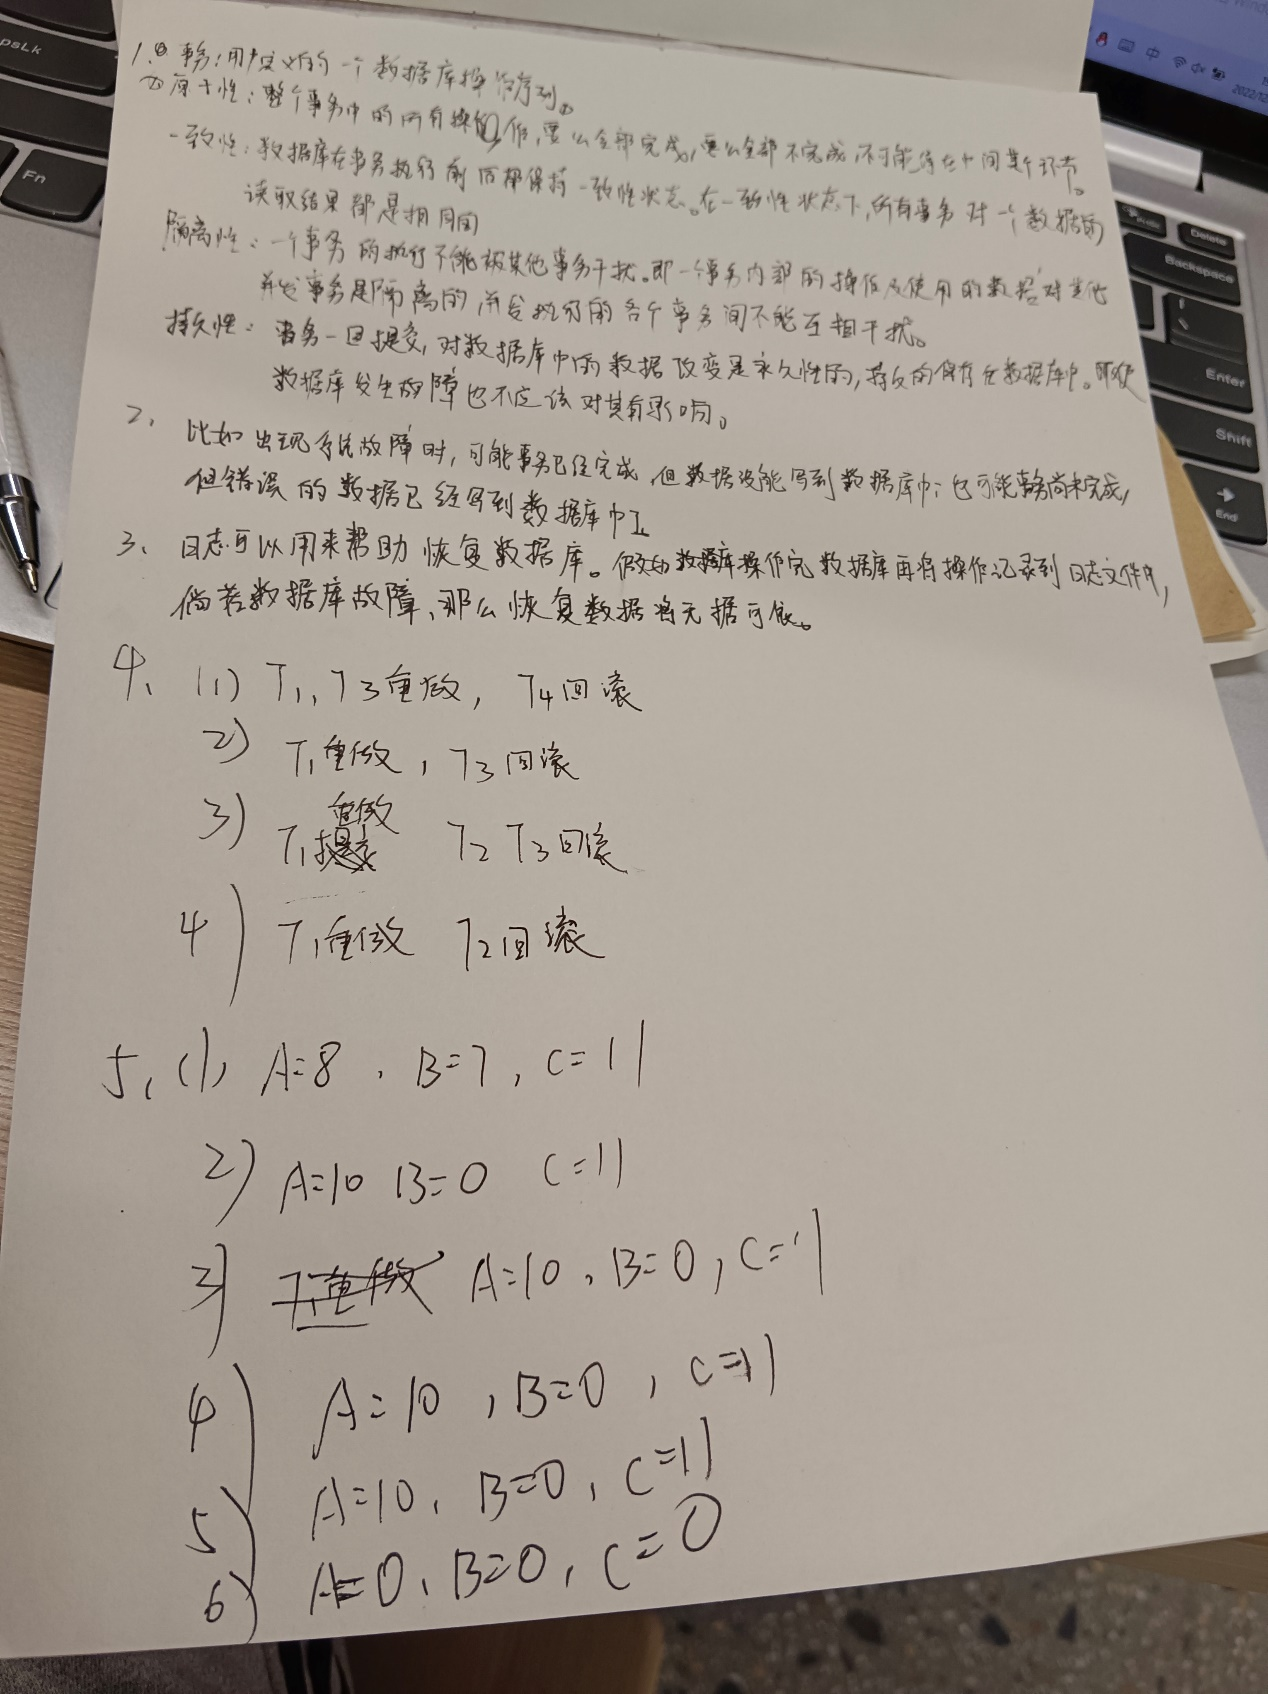 1.① 事务:用户定义的一个数据库操作序列。
② 原子性:整个事务中的所有操作,要么全部完成,要么全部不完成,不可能停在中间某个环节。
一致性:数据库在事务执行前后都保持一致性状态。在一致性状态下,所有事务对一个数据的
读取结果都是相同的
隔离性:一个事务的执行不能被其他事务干扰。即一个事务内部的操作及使用的数据对其他
并发事务是隔离的,并发执行的各个事务间不能互相干扰。
持久性:事务一旦提交,对数据库中的数据改变是永久性的,持久的保存在数据库中。即使
数据库发生故障也不应该对其有影响。
2、比如出现系统故障时,可能事务已经完成,但数据没能写到数据库中;也可能事务尚未完成,
但错误的数据已经写到数据库中了
3、日志可以用来帮助恢复数据库。假如操作完数据库再将操作记录到日志文件中,
倘若数据库故障,那么恢复数据将无据可依。
4、(1) T1,T3重做,T4回滚
2) T1重做,T3回滚
3) T1重做 T2 T3回滚
4) T1重做 T2回滚
5、(1) A=8,B=7,C=11
2) A=10 B=0 C=11
3) A=10,B=0,C=11
4) A=10,B=0,C=11
5) A=10,B=0,C=11
6) A=0,B=0,C=0
psLk
Fn
Delete
Backspace
Enter
Shift
End
中
2022/12